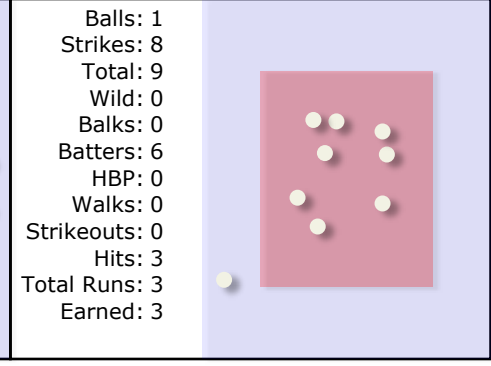 Balls: 1
Strikes: 8
Total: 9
Wild: 0
Balks: 0
Batters: 6
HBP: 0
Walks: 0
Strikeouts: 0
Hits: 3
Total Runs: 3
Earned: 3